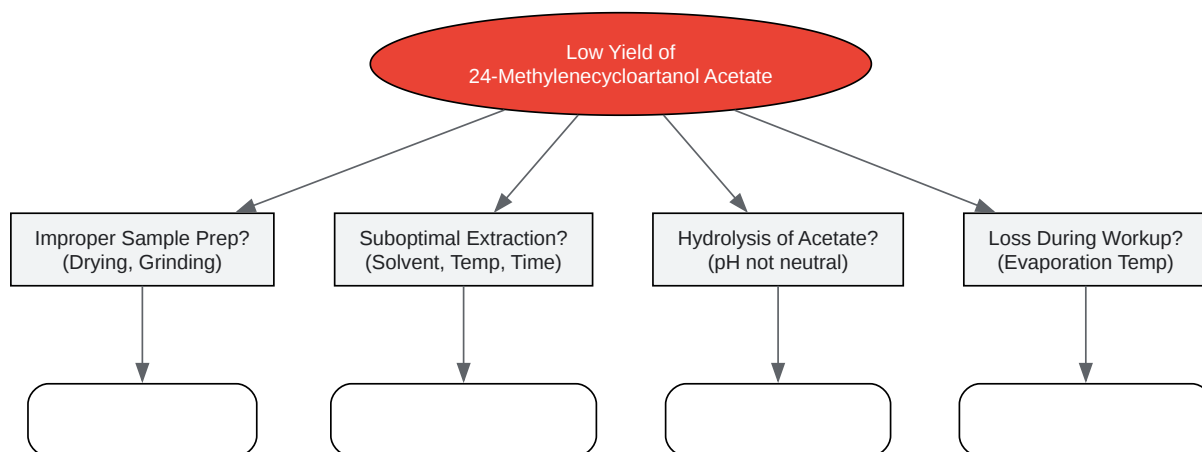 Low Yield of
24-Methylenecycloartanol Acetate
Improper Sample Prep?
(Drying, Grinding)
Suboptimal Extraction?
(Solvent, Temp, Time)
Hydrolysis of Acetate?
(pH not neutral)
Loss During Workup?
(Evaporation Temp)